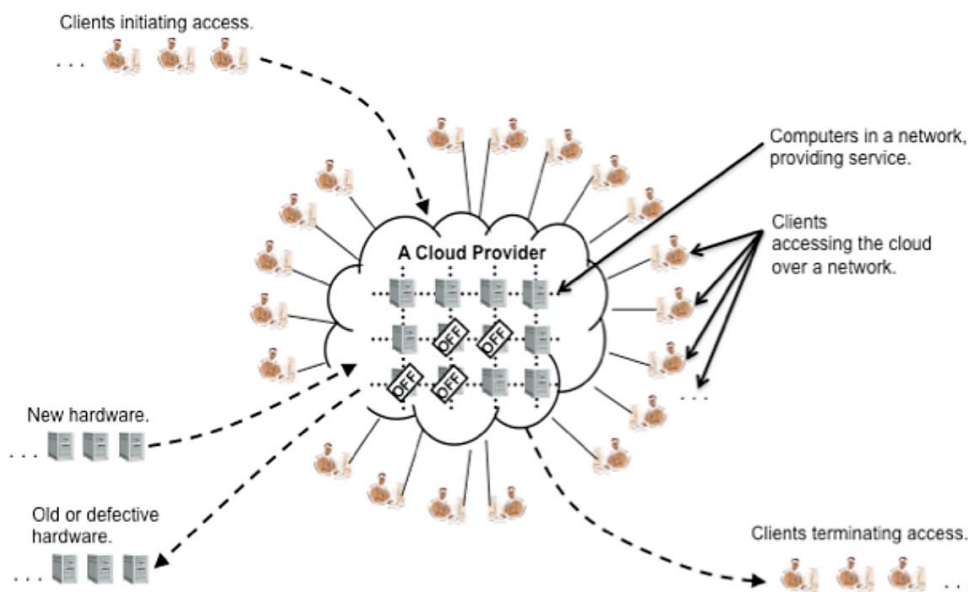 Clients initiating access.
. . .
Computers in a network,
providing service.
Clients
accessing the cloud
over a network.
A Cloud Provider
OFF OFF
OFF OFF
. . .
New hardware.
. . .
Old or defective
hardware.
. . .
Clients terminating access.
. . .